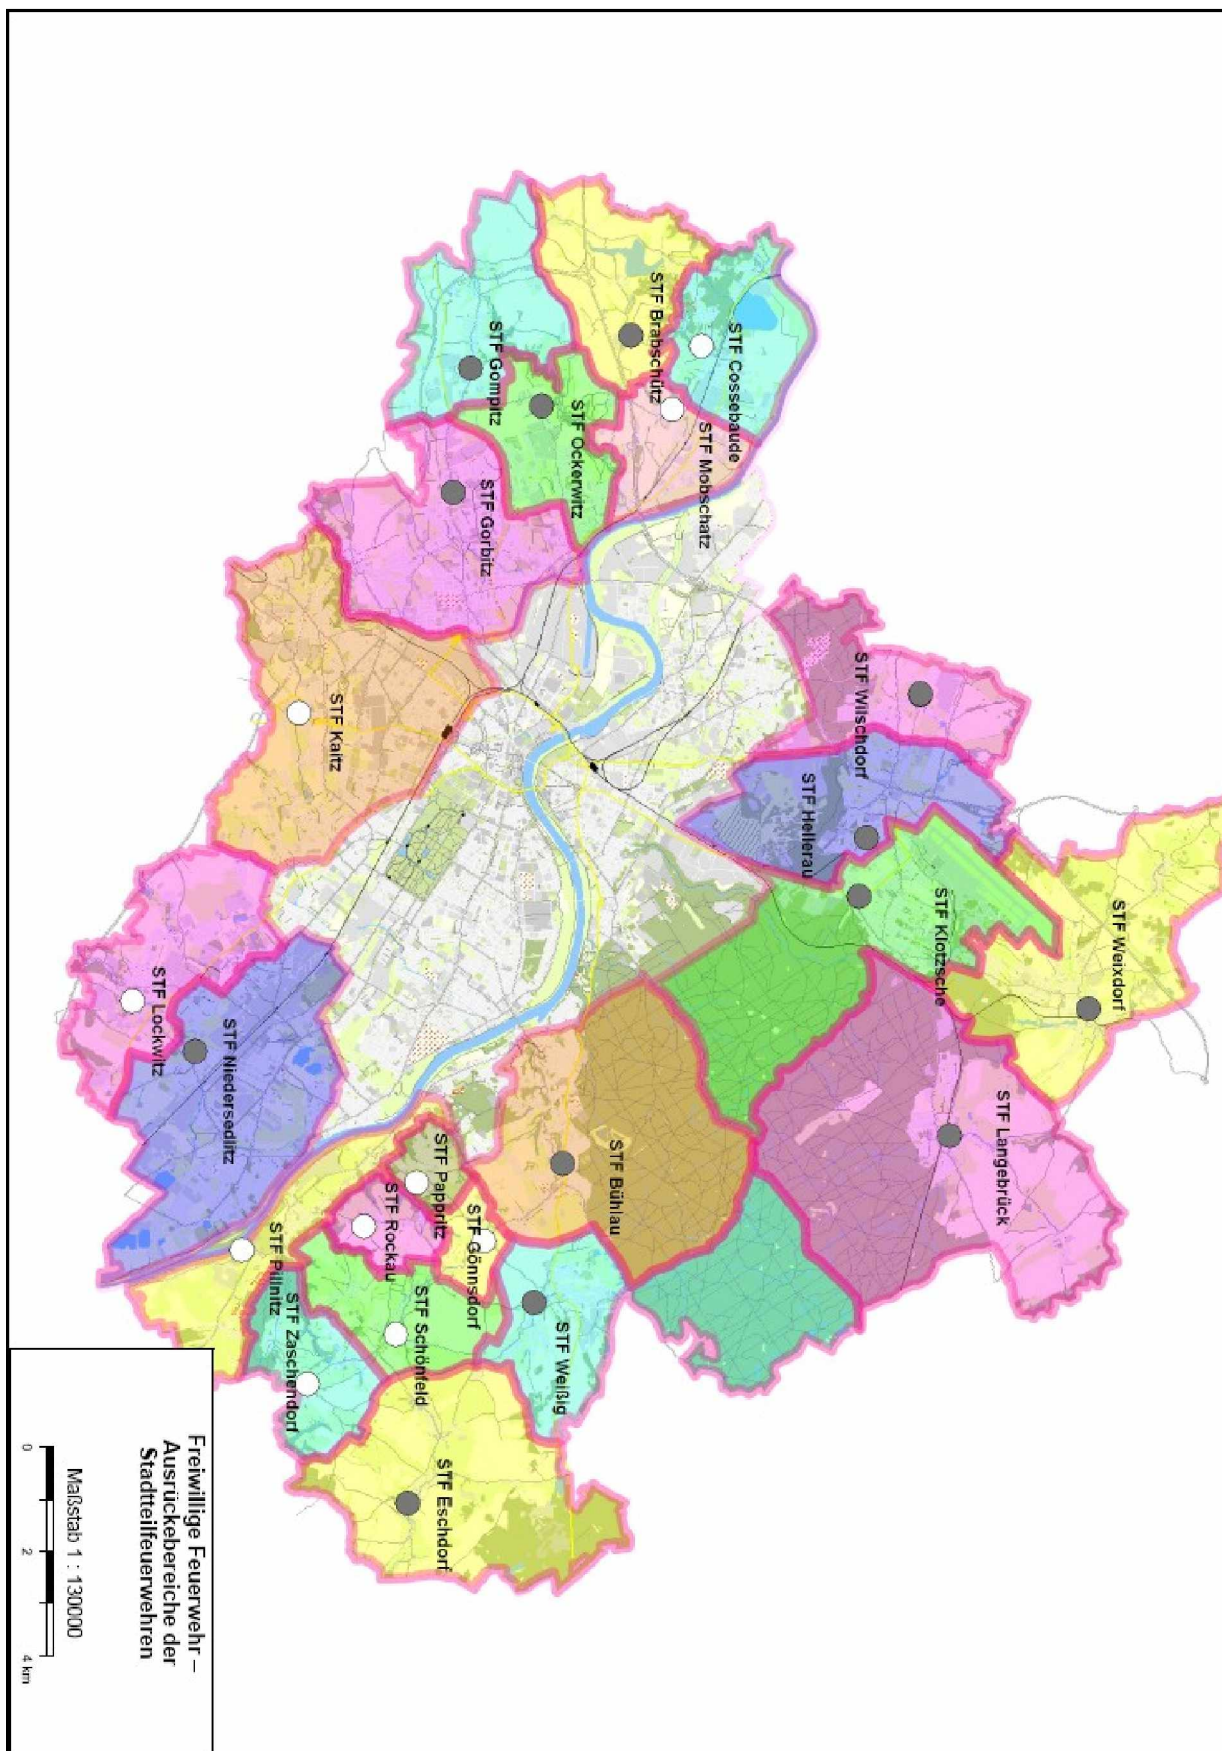 STF Weixdorf
STF Klotzsche
STF Langebrück
STF Wilschdorf
STF Hellerau
STF Cossebaude
STF Mobschatz
STF Brabschütz
STF Bühlau
STF Ockerwitz
STF Weißig
STF Gompitz
STF Gorbitz
STF Gönnsdorf
STF Pappritz
STF Eschdorf
STF Schönfeld
STF Rockau
STF Kaitz
STF Zaschendorf
STF Pillnitz
STF Niedersedlitz
STF Lockwitz
Freiwillige Feuerwehr –
Ausrückebereiche der
Stadtteilfeuerwehren
Maßstab 1 : 130000
0 2 4 km